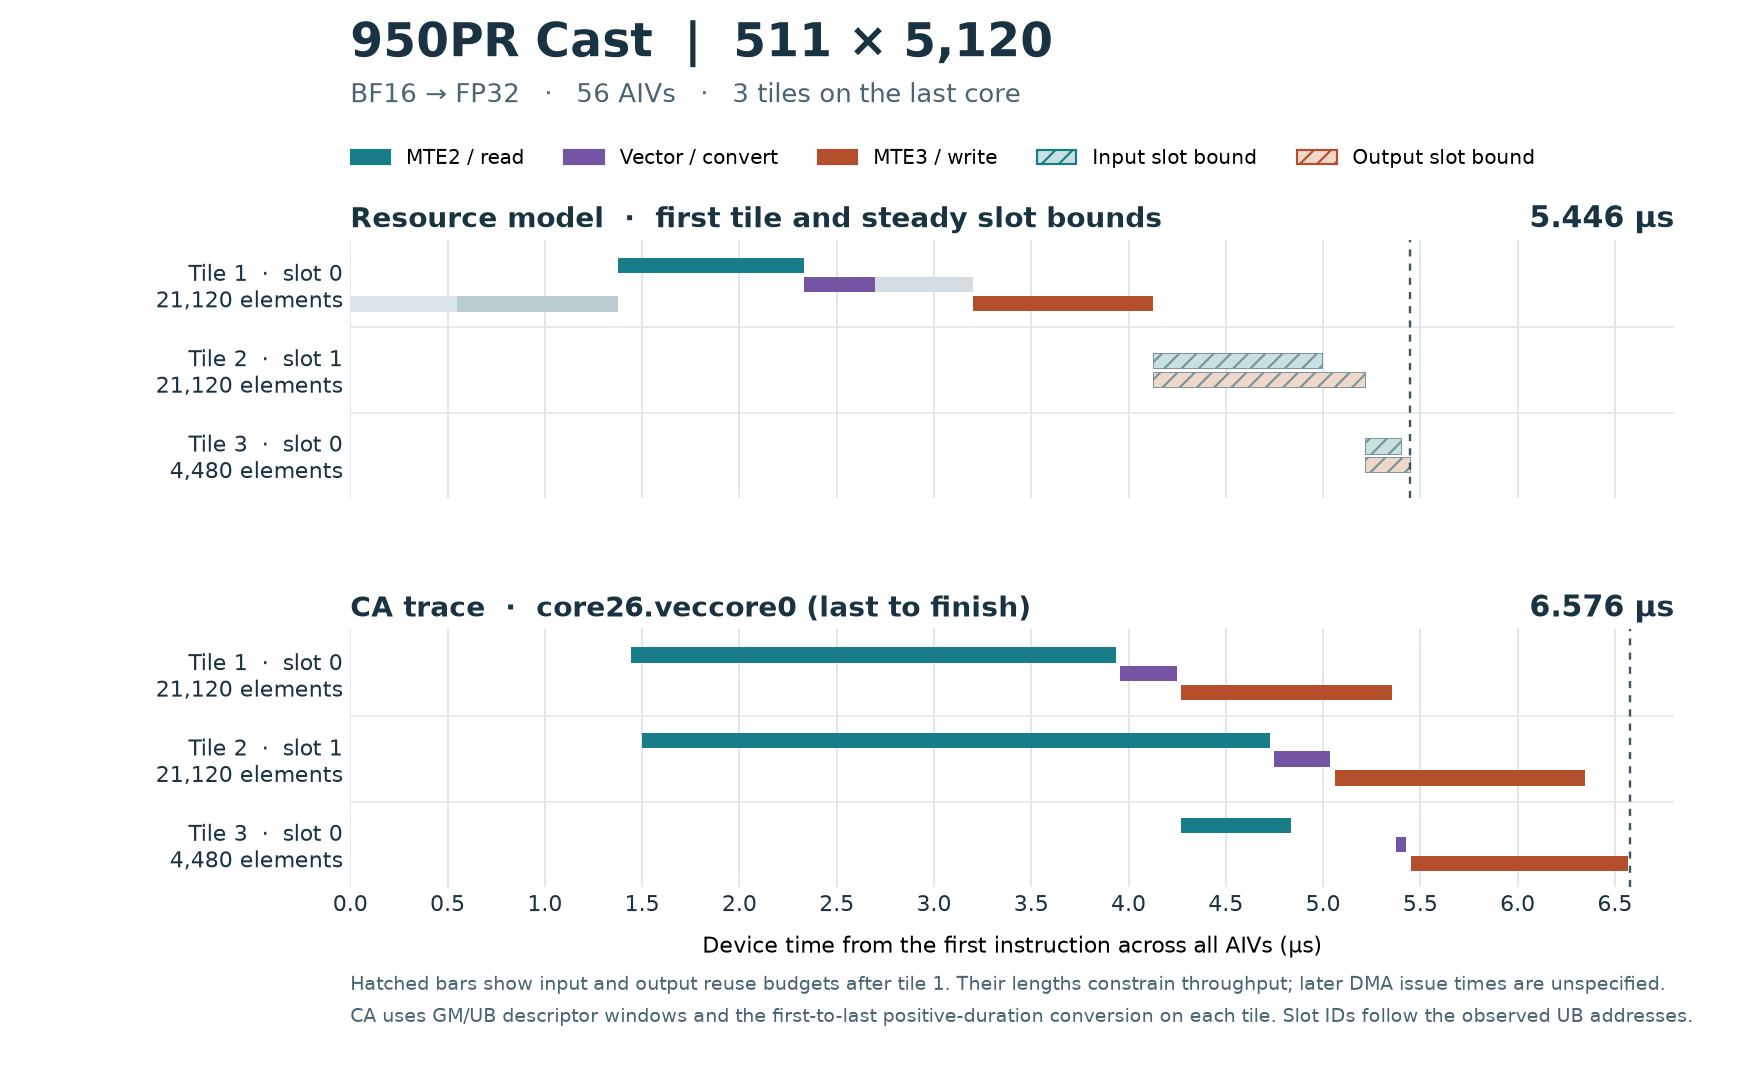 950PR Cast | 511 × 5,120
BF16 → FP32 · 56 AIVs · 3 tiles on the last core
MTE2 / read
Vector / convert
MTE3 / write
Input slot bound
Output slot bound
Resource model · first tile and steady slot bounds
5.446 µs
Tile 1 · slot 0
21,120 elements
Tile 2 · slot 1
21,120 elements
Tile 3 · slot 0
4,480 elements
CA trace · core26.veccore0 (last to finish)
6.576 µs
Tile 1 · slot 0
21,120 elements
Tile 2 · slot 1
21,120 elements
Tile 3 · slot 0
4,480 elements
0.0 0.5 1.0 1.5 2.0 2.5 3.0 3.5 4.0 4.5 5.0 5.5 6.0 6.5
Device time from the first instruction across all AIVs (µs)
Hatched bars show input and output reuse budgets after tile 1. Their lengths constrain throughput; later DMA issue times are unspecified.
CA uses GM/UB descriptor windows and the first-to-last positive-duration conversion on each tile. Slot IDs follow the observed UB addresses.